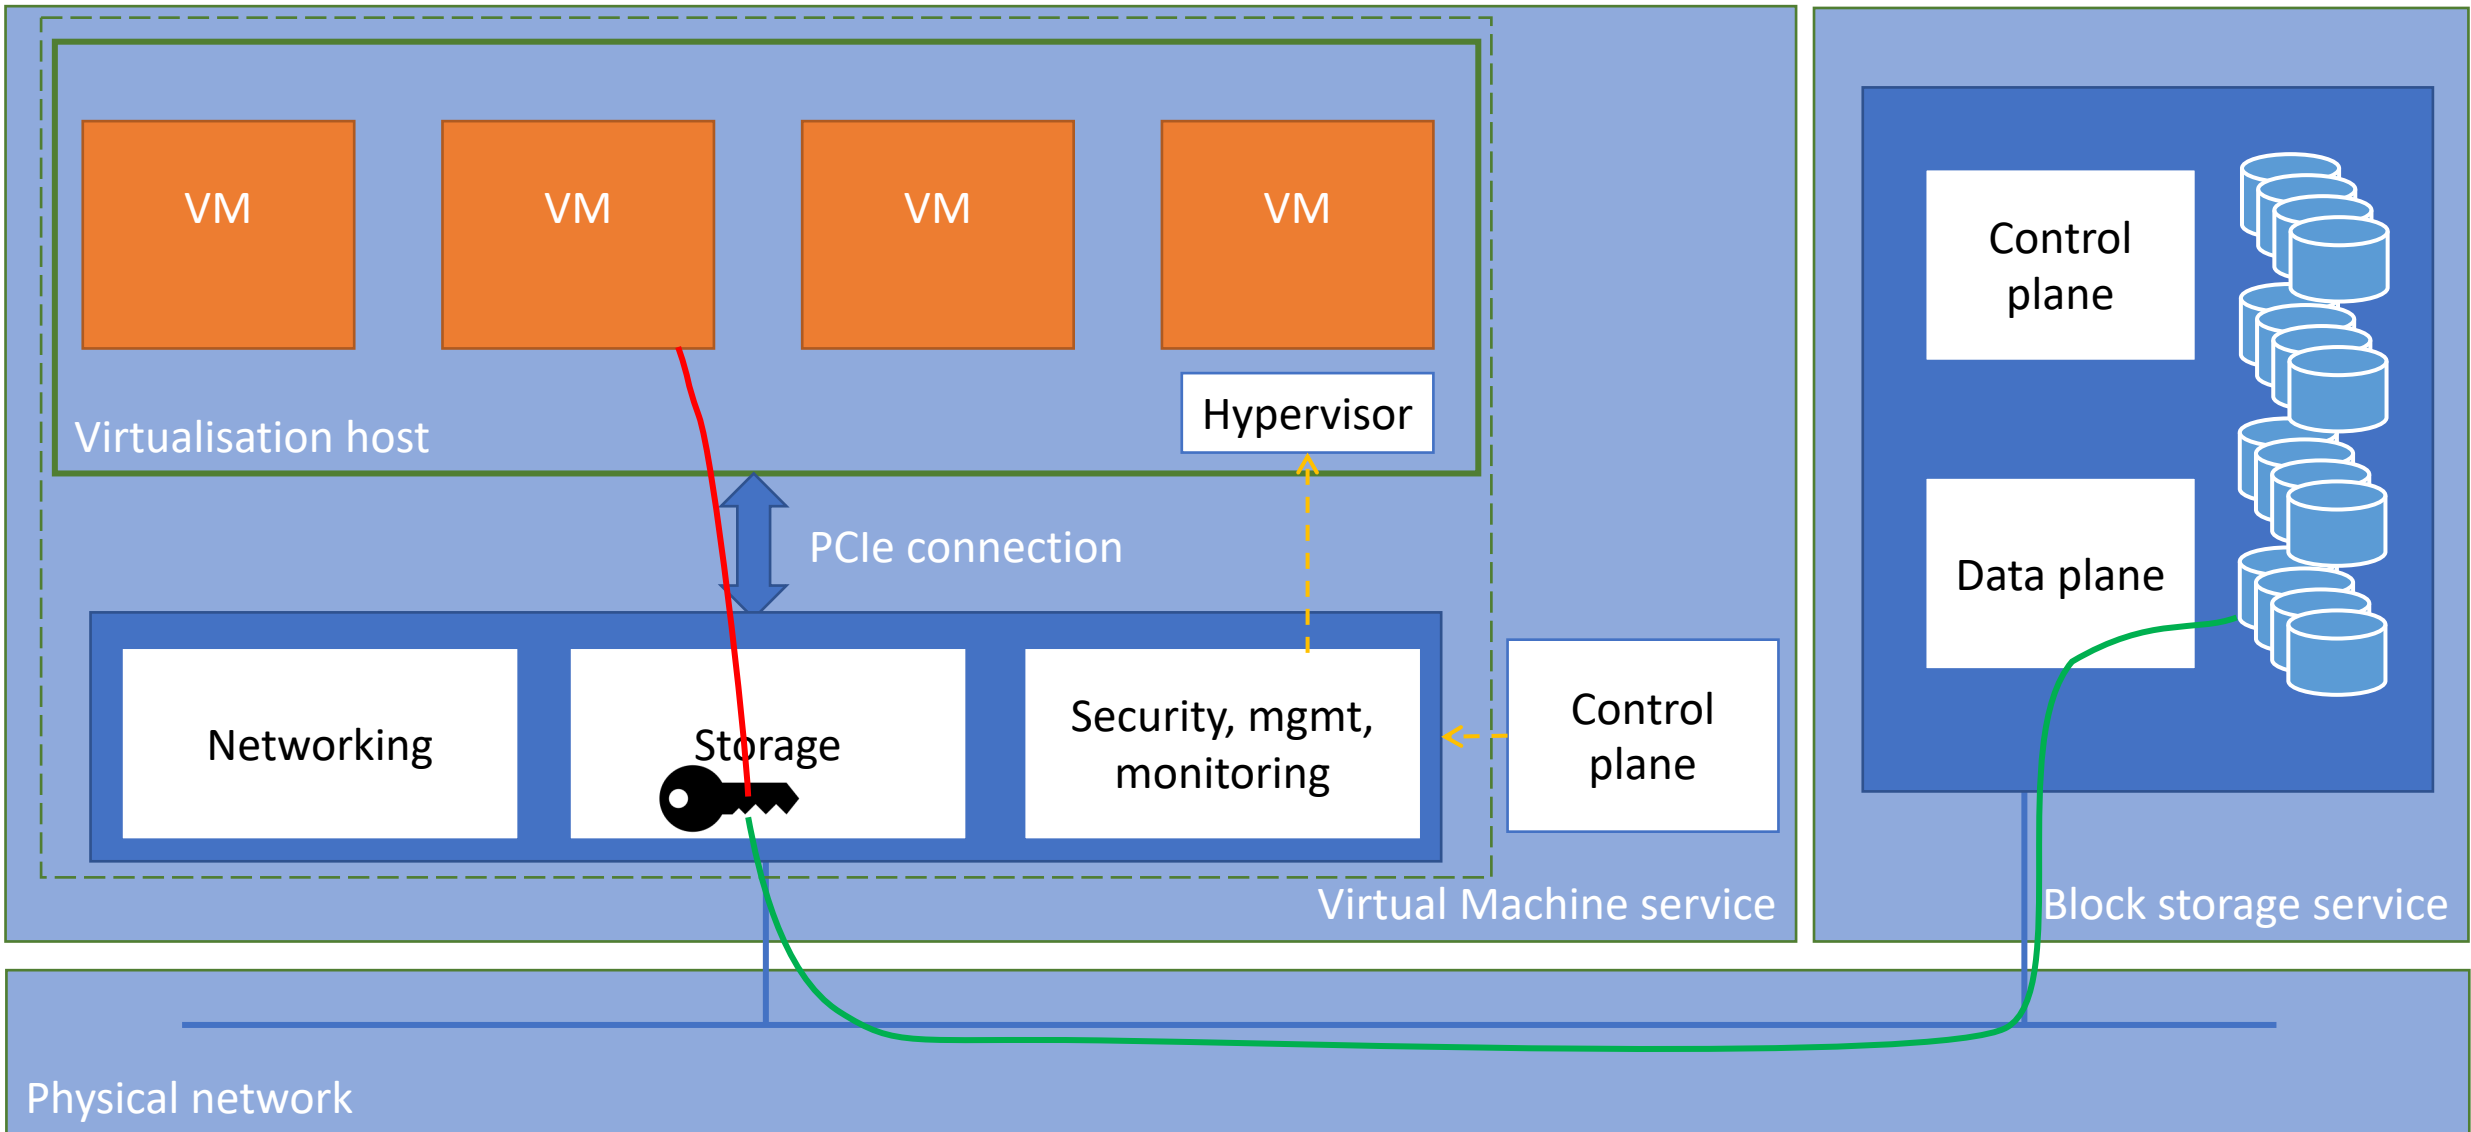 VM
VM
VM
VM
Hypervisor
Virtualisation host
PCIe connection
Networking
Storage
Security, mgmt,
monitoring
Control
plane
Virtual Machine service
Control
plane
Data plane
Block storage service
Physical network